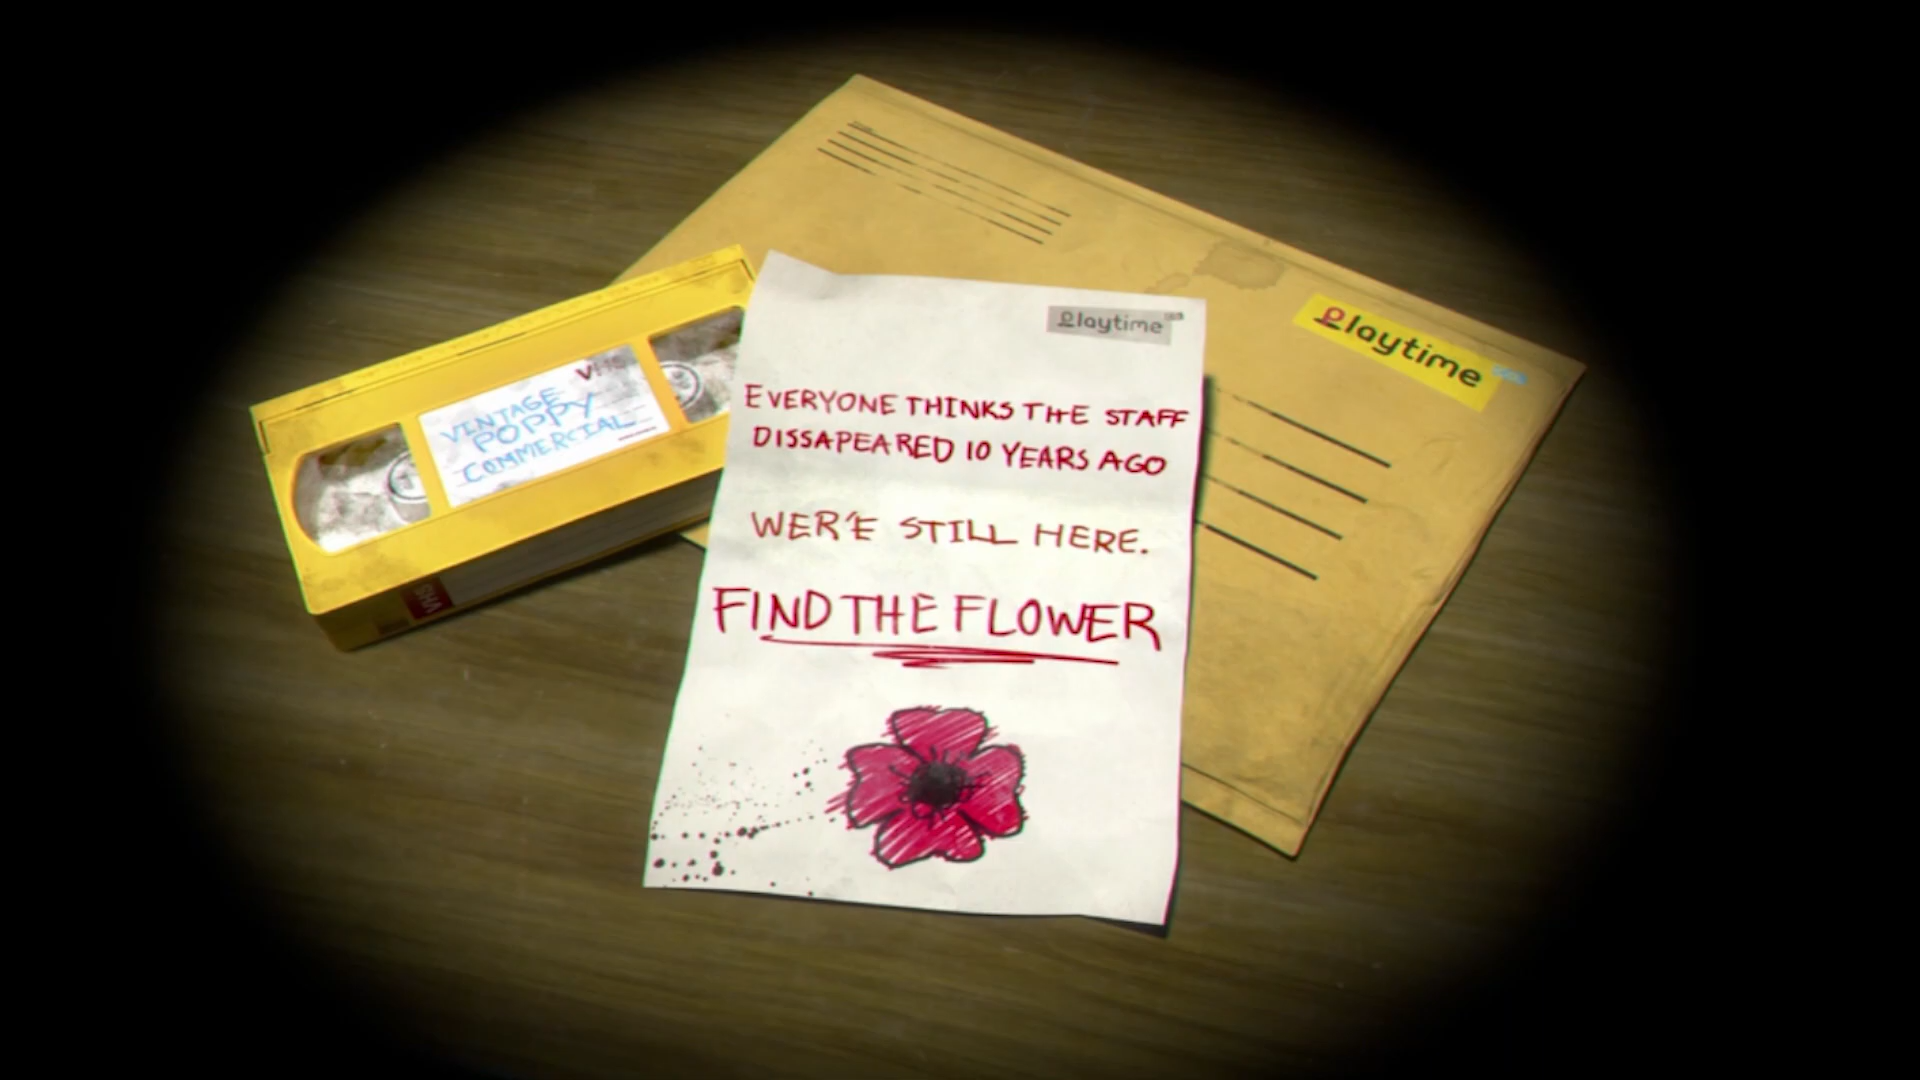 Playtime
Playtime
VHS
VINTAGE
POPPY
COMMERCIAL
VHS
EVERYONE THINKS THE STAFF
DISSAPEARED 10 YEARS AGO
WER'E STILL HERE.
FIND THE FLOWER